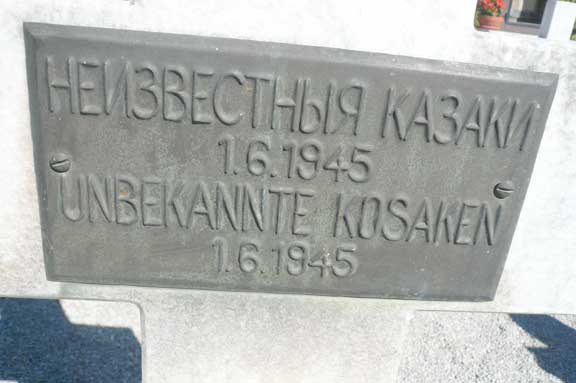 НЕИЗВЕСТНЫЯ КАЗАКИ
1.6.1945
UNBEKANNTE KOSAKEN
1.6.1945